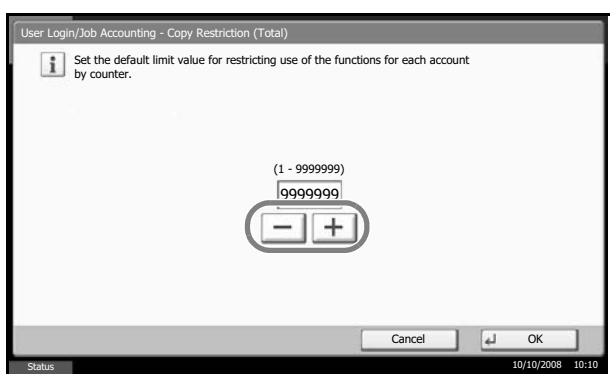 User Login/Job Accounting - Copy Restriction (Total)
Set the default limit value for restricting use of the functions for each account
by counter.
(1 - 9999999)
9999999
− +
Cancel
OK
Status
10/10/2008 10:10